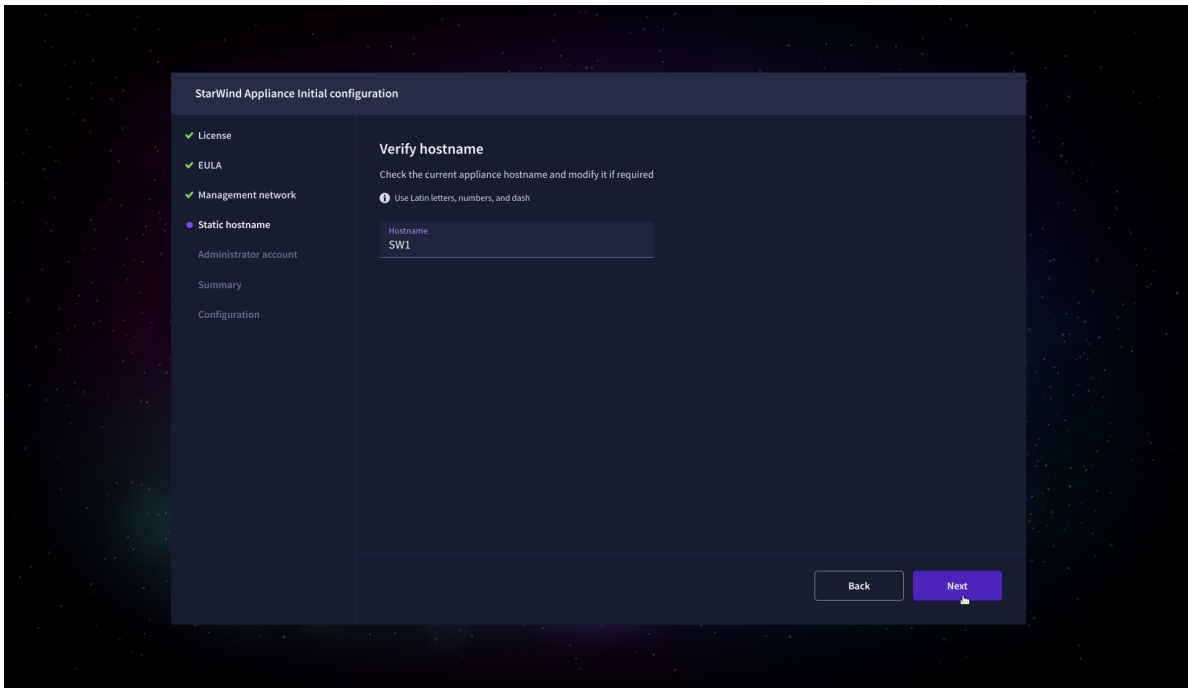 StarWind Appliance Initial configuration
License
EULA
Management network
Static hostname
Administrator account
Summary
Configuration
Verify hostname
Check the current appliance hostname and modify it if required
Use Latin letters, numbers, and dash
Hostname
SW1
Back
Next